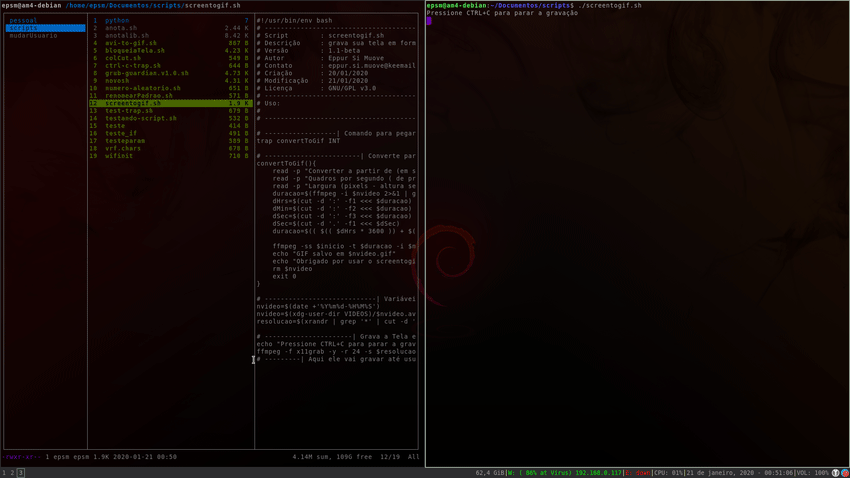 epsm@am4-debian /home/epse/Documentos/scripts/screentogif.sh
pessoal
scripts
mudarUsuario
1 python 7
2 anota.sh 2.44 K
3 anotalib.sh 8.42 K
4 avi-to-gif.sh 867 B
5 bloqueiaTela.sh 4.23 K
6 colCut.sh 549 B
7 ctrl-c-trap.sh 644 B
8 grub-guardian.v1.0.sh 4.73 K
9 novosh 4.31 K
10 numero-aleatorio.sh 651 B
11 renomearPadrao.sh 571 B
12 screentogif.sh 1.9 K
13 test-trap.sh 679 B
14 testando-script.sh 532 B
15 teste 414 B
16 teste_if 491 B
17 testeparam 589 B
18 vrf.chars 678 B
19 wifinit 710 B
#!/usr/bin/env bash
# ------------------------------------
# Script : screentogif.sh
# Descrição : grava sua tela em form
# Versão : 1.1-beta
# Autor : Eppur Si Muove
# Contato : eppur.si.muove@keemail
# Criação : 20/01/2020
# Modificação : 21/01/2020
# Licença : GNU/GPL v3.0
# ------------------------------------
# Uso:
#
# ------------------------------------
# -----------------| Comando para pegar
trap convertToGif INT
# -----------------------| Converte par
convertToGif(){
read -p "Converter a partir de (em s
read -p "Quadros por segundo ( de pr
read -p "Largura (pixels - altura se
duracao=$(ffmpeg -i $nvideo 2>&1 | g
dHrs=$(cut -d ':' -f1 <<< $duracao)
dMin=$(cut -d ':' -f2 <<< $duracao)
dSec=$(cut -d ':' -f3 <<< $duracao)
dSec=$(cut -d '.' -f1 <<< $dSec)
duracao=$(( $(( $dHrs * 3600 )) + $(
ffmpeg -ss $inicio -t $duracao -i $n
echo "GIF salvo em $nvideo.gif"
echo "Obrigado por usar o screentogi
rm $nvideo
exit 0
}
# ---------------------------| Variávei
nvideo=$(date +'%Y%m%d-%H%M%S')
nvideo=$(xdg-user-dir VIDEOS)/$nvideo.av
resolucao=$(xrandr | grep '*' | cut -d '
# ---------------------| Grava a Tela e
echo "Pressione CTRL+C para parar a grav
ffmpeg -f x11grab -y -r 24 -s $resolucao
# ---------| Aqui ele vai gravar até usu
-rwxr-xr-- 1 epsm epsm 1.9K 2020-01-21 00:50 4.14M sum, 109G free 12/19 All
epsm@am4-debian:~/Documentos/scripts$ ./screentogif.sh
Pressione CTRL+C para parar a gravação
1 2 3 62,4 GiB|W: ( 86% at Virus) 192.168.0.117| |CPU: 01%|21 de janeiro, 2020 - 00:51:06|VOL: 100%